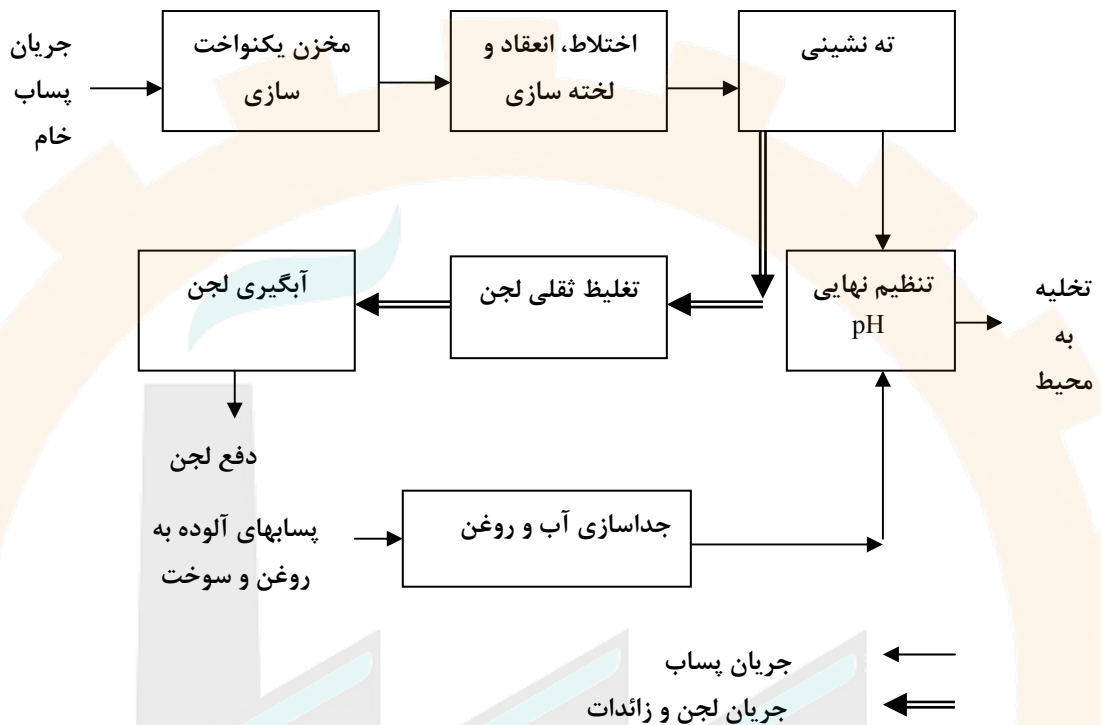 جریان
پساب
خام
مخزن یکنواخت
سازی
اختلاط، انعقاد و
لخته سازی
ته نشینی
آبگیری لجن
تغلیظ ثقلی لجن
تنظیم نهایی
pH
تخلیه
به
محیط
دفع لجن
پسابهای آلوده به
روغن و سوخت
جداسازی آب و روغن
جریان پساب
جریان لجن و زائدات